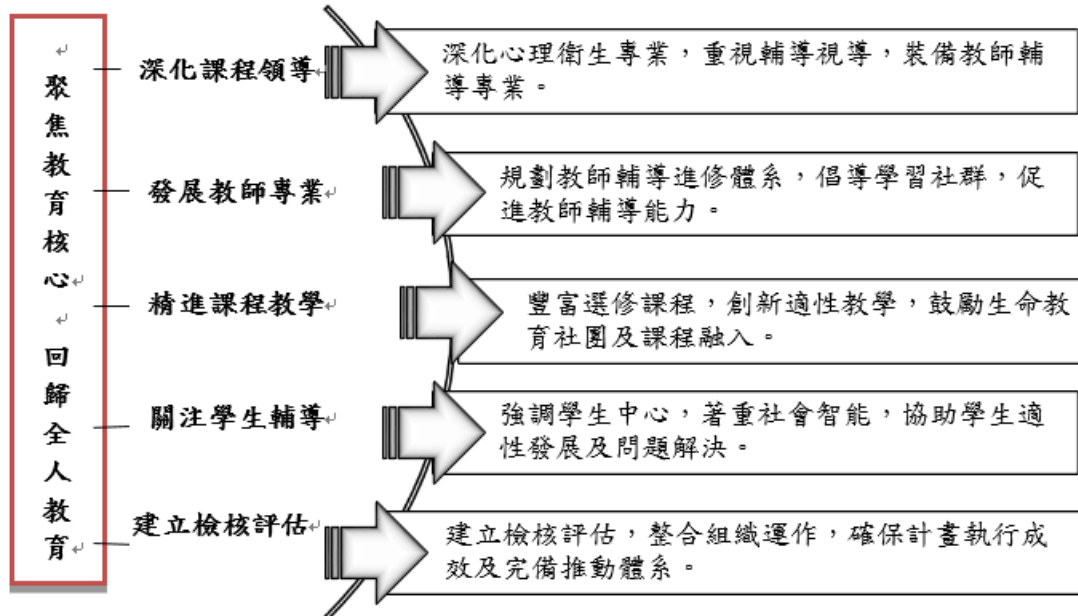 聚焦教育核心
回歸全人教育
深化課程領導
深化心理衛生專業，重視輔導視導，裝備教師輔
導專業。
發展教師專業
規劃教師輔導進修體系，倡導學習社群，促
進教師輔導能力。
精進課程教學
豐富選修課程，創新適性教學，鼓勵生命教
育社團及課程融入。
關注學生輔導
強調學生中心，著重社會智能，協助學生適
性發展及問題解決。
建立檢核評估
建立檢核評估，整合組織運作，確保計畫執行成
效及完備推動體系。